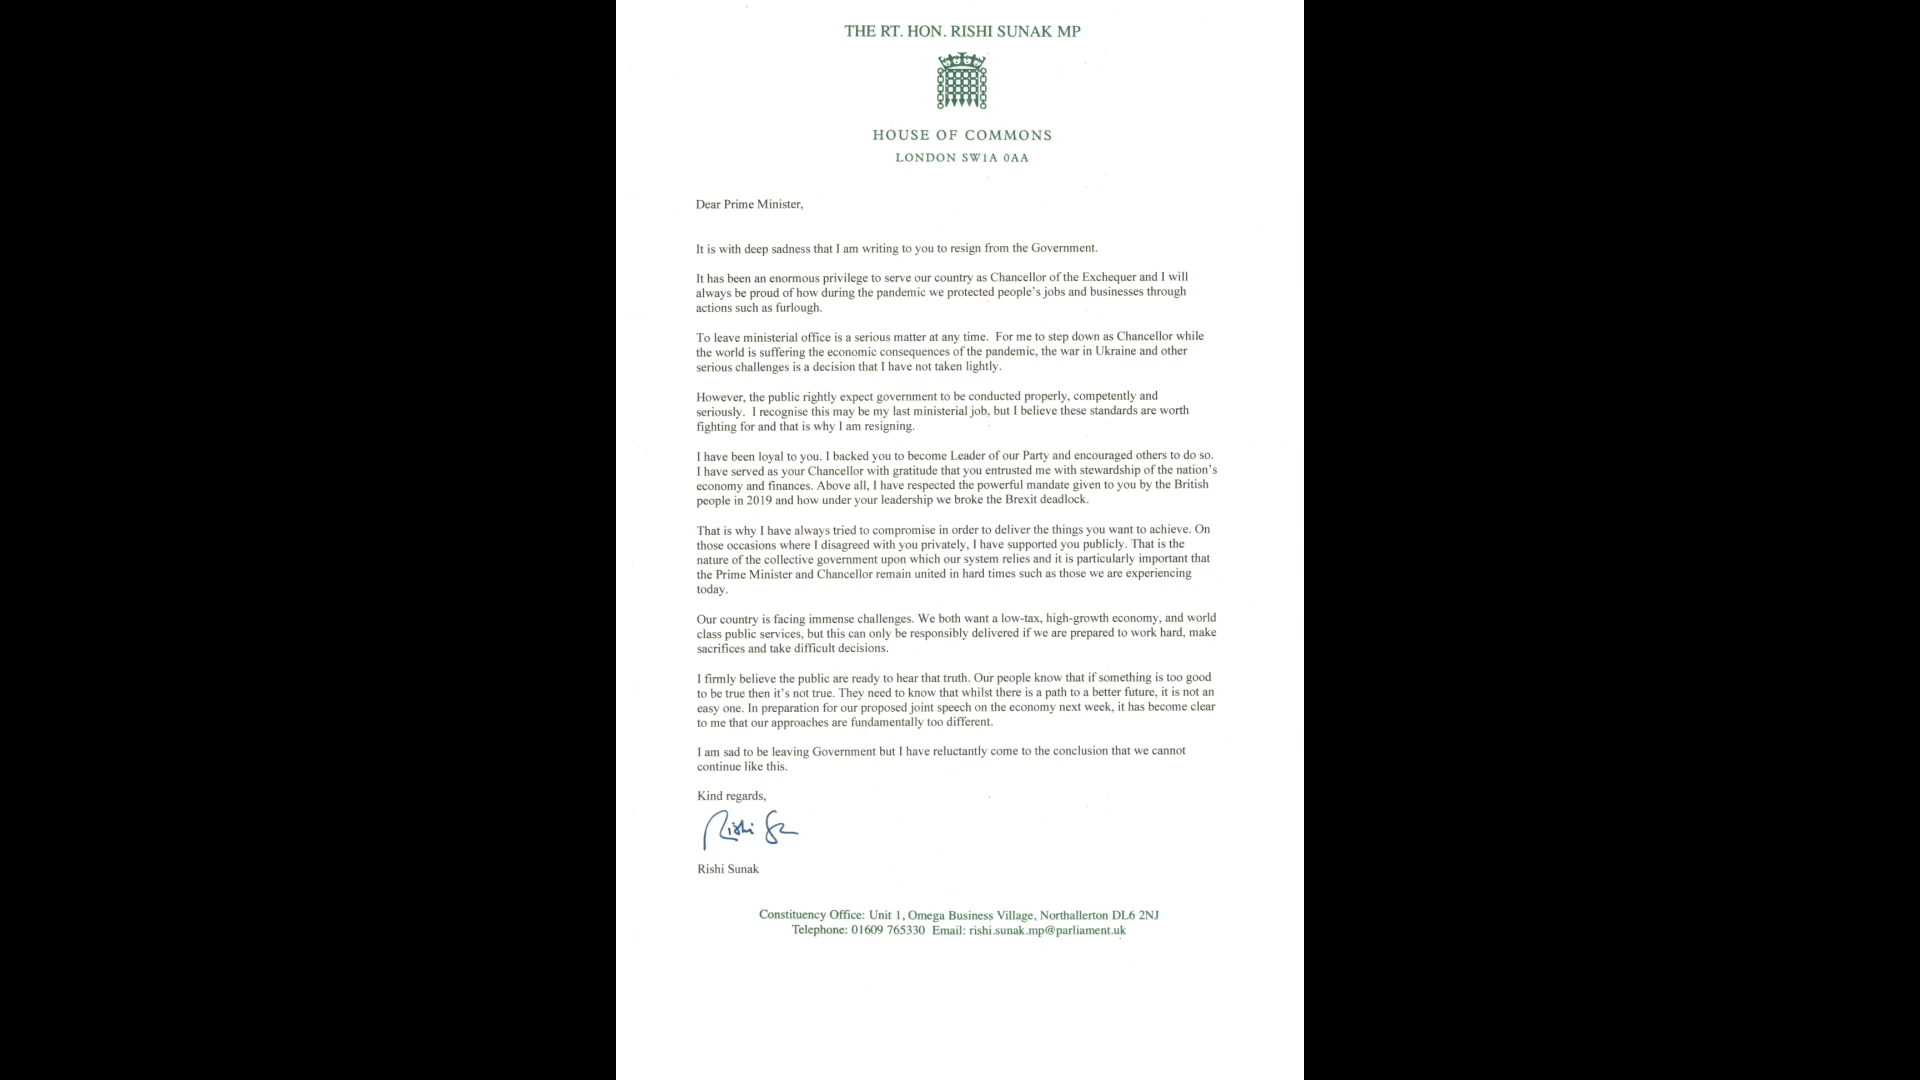 THE RT. HON. RISHI SUNAK MP
HOUSE OF COMMONS
LONDON SW1A 0AA
Dear Prime Minister,
It is with deep sadness that I am writing to you to resign from the Government.
It has been an enormous privilege to serve our country as Chancellor of the Exchequer and I will
always be proud of how during the pandemic we protected people's jobs and businesses through
actions such as furlough.
To leave ministerial office is a serious matter at any time.  For me to step down as Chancellor while
the world is suffering the economic consequences of the pandemic, the war in Ukraine and other
serious challenges is a decision that I have not taken lightly.
However, the public rightly expect government to be conducted properly, competently and
seriously.  I recognise this may be my last ministerial job, but I believe these standards are worth
fighting for and that is why I am resigning.
I have been loyal to you. I backed you to become Leader of our Party and encouraged others to do so.
I have served as your Chancellor with gratitude that you entrusted me with stewardship of the nation's
economy and finances. Above all, I have respected the powerful mandate given to you by the British
people in 2019 and how under your leadership we broke the Brexit deadlock.
That is why I have always tried to compromise in order to deliver the things you want to achieve. On
those occasions where I disagreed with you privately, I have supported you publicly. That is the
nature of the collective government upon which our system relies and it is particularly important that
the Prime Minister and Chancellor remain united in hard times such as those we are experiencing
today.
Our country is facing immense challenges. We both want a low-tax, high-growth economy, and world
class public services, but this can only be responsibly delivered if we are prepared to work hard, make
sacrifices and take difficult decisions.
I firmly believe the public are ready to hear that truth. Our people know that if something is too good
to be true then it's not true. They need to know that whilst there is a path to a better future, it is not an
easy one. In preparation for our proposed joint speech on the economy next week, it has become clear
to me that our approaches are fundamentally too different.
I am sad to be leaving Government but I have reluctantly come to the conclusion that we cannot
continue like this.
Kind regards,
Rishi S
Rishi Sunak
Constituency Office: Unit 1, Omega Business Village, Northallerton DL6 2NJ
Telephone: 01609 765330  Email: rishi.sunak.mp@parliament.uk